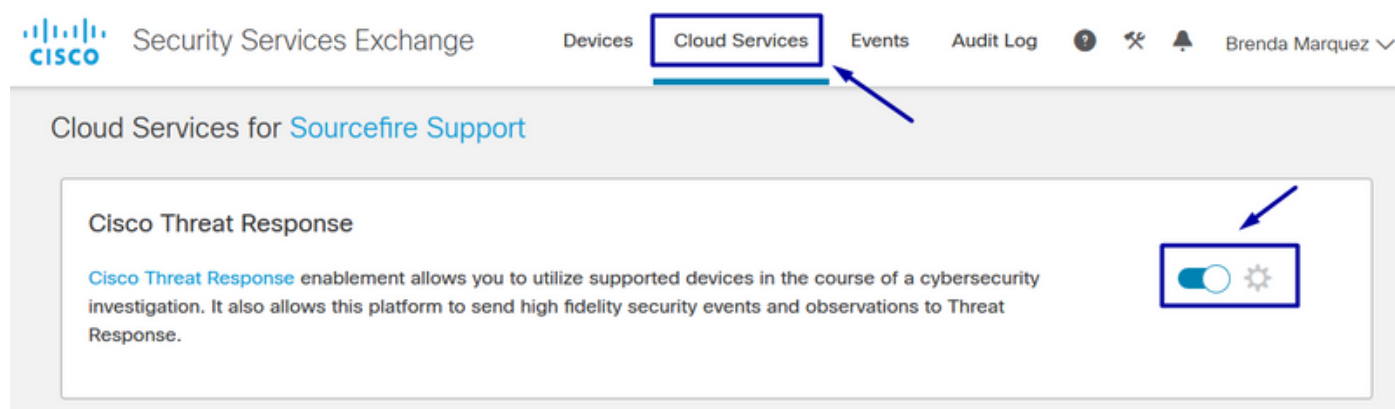 CISCO Security Services Exchange Devices Cloud Services Events Audit Log ? Brenda Marquez
Cloud Services for Sourcefire Support
Cisco Threat Response
Cisco Threat Response enablement allows you to utilize supported devices in the course of a cybersecurity
investigation. It also allows this platform to send high fidelity security events and observations to Threat
Response.